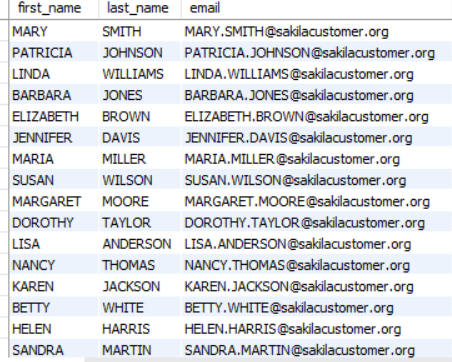 first_name last_name email
MARY SMITH MARY.SMITH@sakilacustomer.org
PATRICIA JOHNSON PATRICIA.JOHNSON@sakilacustomer.org
LINDA WILLIAMS LINDA.WILLIAMS@sakilacustomer.org
BARBARA JONES BARBARA.JONES@sakilacustomer.org
ELIZABETH BROWN ELIZABETH.BROWN@sakilacustomer.org
JENNIFER DAVIS JENNIFER.DAVIS@sakilacustomer.org
MARIA MILLER MARIA.MILLER@sakilacustomer.org
SUSAN WILSON SUSAN.WILSON@sakilacustomer.org
MARGARET MOORE MARGARET.MOORE@sakilacustomer.org
DOROTHY TAYLOR DOROTHY.TAYLOR@sakilacustomer.org
LISA ANDERSON LISA.ANDERSON@sakilacustomer.org
NANCY THOMAS NANCY.THOMAS@sakilacustomer.org
KAREN JACKSON KAREN.JACKSON@sakilacustomer.org
BETTY WHITE BETTY.WHITE@sakilacustomer.org
HELEN HARRIS HELEN.HARRIS@sakilacustomer.org
SANDRA MARTIN SANDRA.MARTIN@sakilacustomer.org